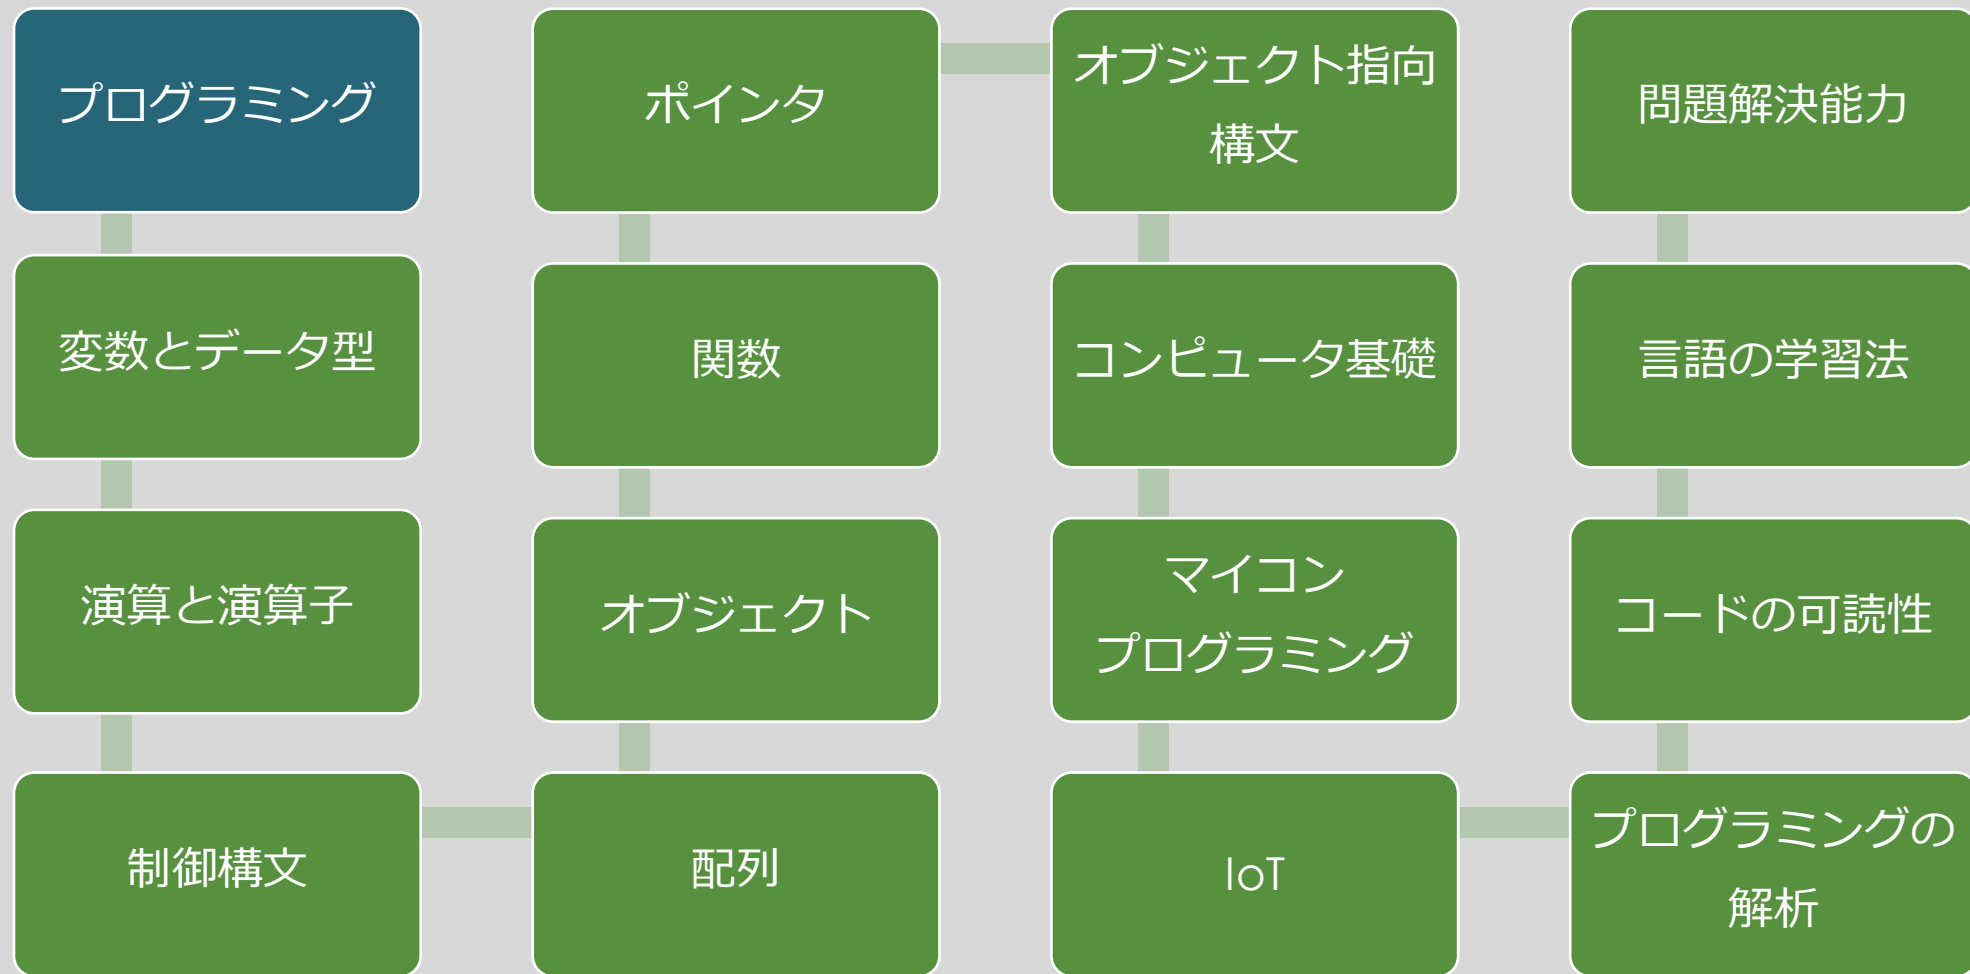 プログラミング
変数とデータ型
演算と演算子
制御構文
配列
オブジェクト
関数
ポインタ
オブジェクト指向
構文
コンピュータ基礎
マイコン
プログラミング
IoT
プログラミングの
解析
コードの可読性
言語の学習法
問題解決能力